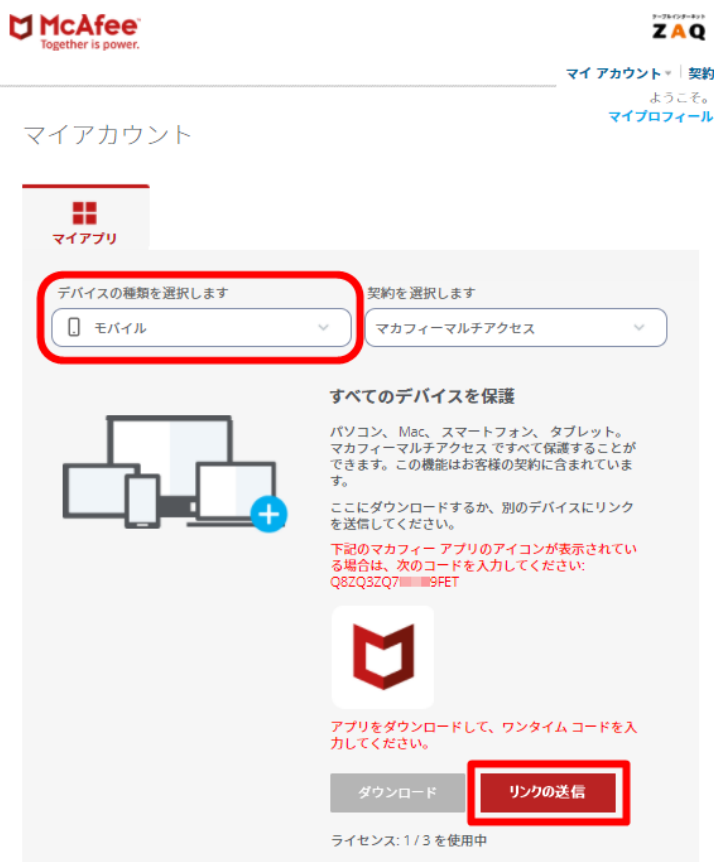 McAfee
Together is power.
ケーブルインターネット
ZAQ
マイ アカウント
契約
ようこそ。
マイプロフィール
マイアカウント
マイアプリ
デバイスの種類を選択します
契約を選択します
モバイル
マカフィーマルチアクセス
すべてのデバイスを保護
パソコン、 Mac、 スマートフォン、 タブレット。
マカフィーマルチアクセス ですべて保護することが
できます。この機能はお客様の契約に含まれていま
す。
ここにダウンロードするか、別のデバイスにリンク
を送信してください。
下記のマカフィー アプリのアイコンが表示されてい
る場合は、次のコードを入力してください:
Q8ZQ3ZQ7 9FET
アプリをダウンロードして、ワンタイム コードを入
力してください。
ダウンロード
リンクの送信
ライセンス: 1 / 3 を使用中